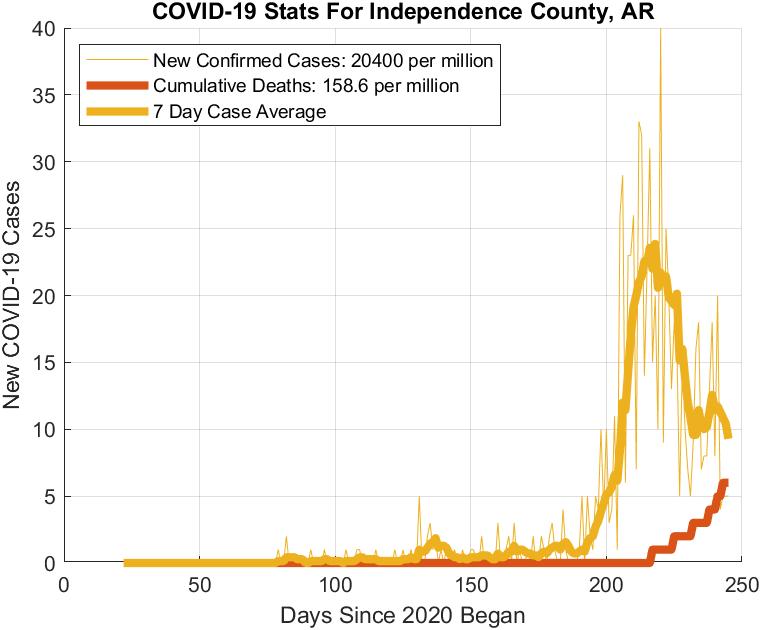 COVID-19 Stats For Independence County, AR
New Confirmed Cases: 20400 per million
Cumulative Deaths: 158.6 per million
7 Day Case Average
New COVID-19 Cases
40
35
30
25
20
15
10
5
0
0 50 100 150 200 250
Days Since 2020 Began